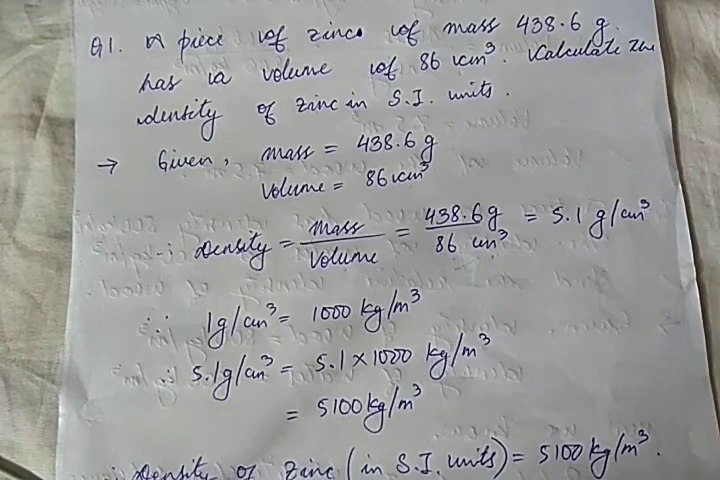 Q1. A piece of zinc of mass 438.6 g
has a volume of 86 cm³. Calculate the
density of zinc in S.I. units.
→ Given, mass = 438.6 g
Volume = 86 cm³
∴ Density = Mass/Volume = 438.6g/86 cm³ = 5.1 g/cm³
∵ 1g/cm³ = 1000 kg/m³
∴ 5.1g/cm³ = 5.1 × 1000 kg/m³
= 5100 kg/m³
∴ Density of Zinc (in S.I. units) = 5100 kg/m³.